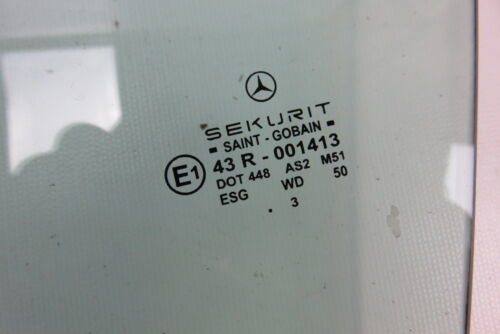 SEKURIT
SAINT - GOBAIN
E1 43 R - 001413
DOT 448 AS2 M51
ESG WD 50
. 3